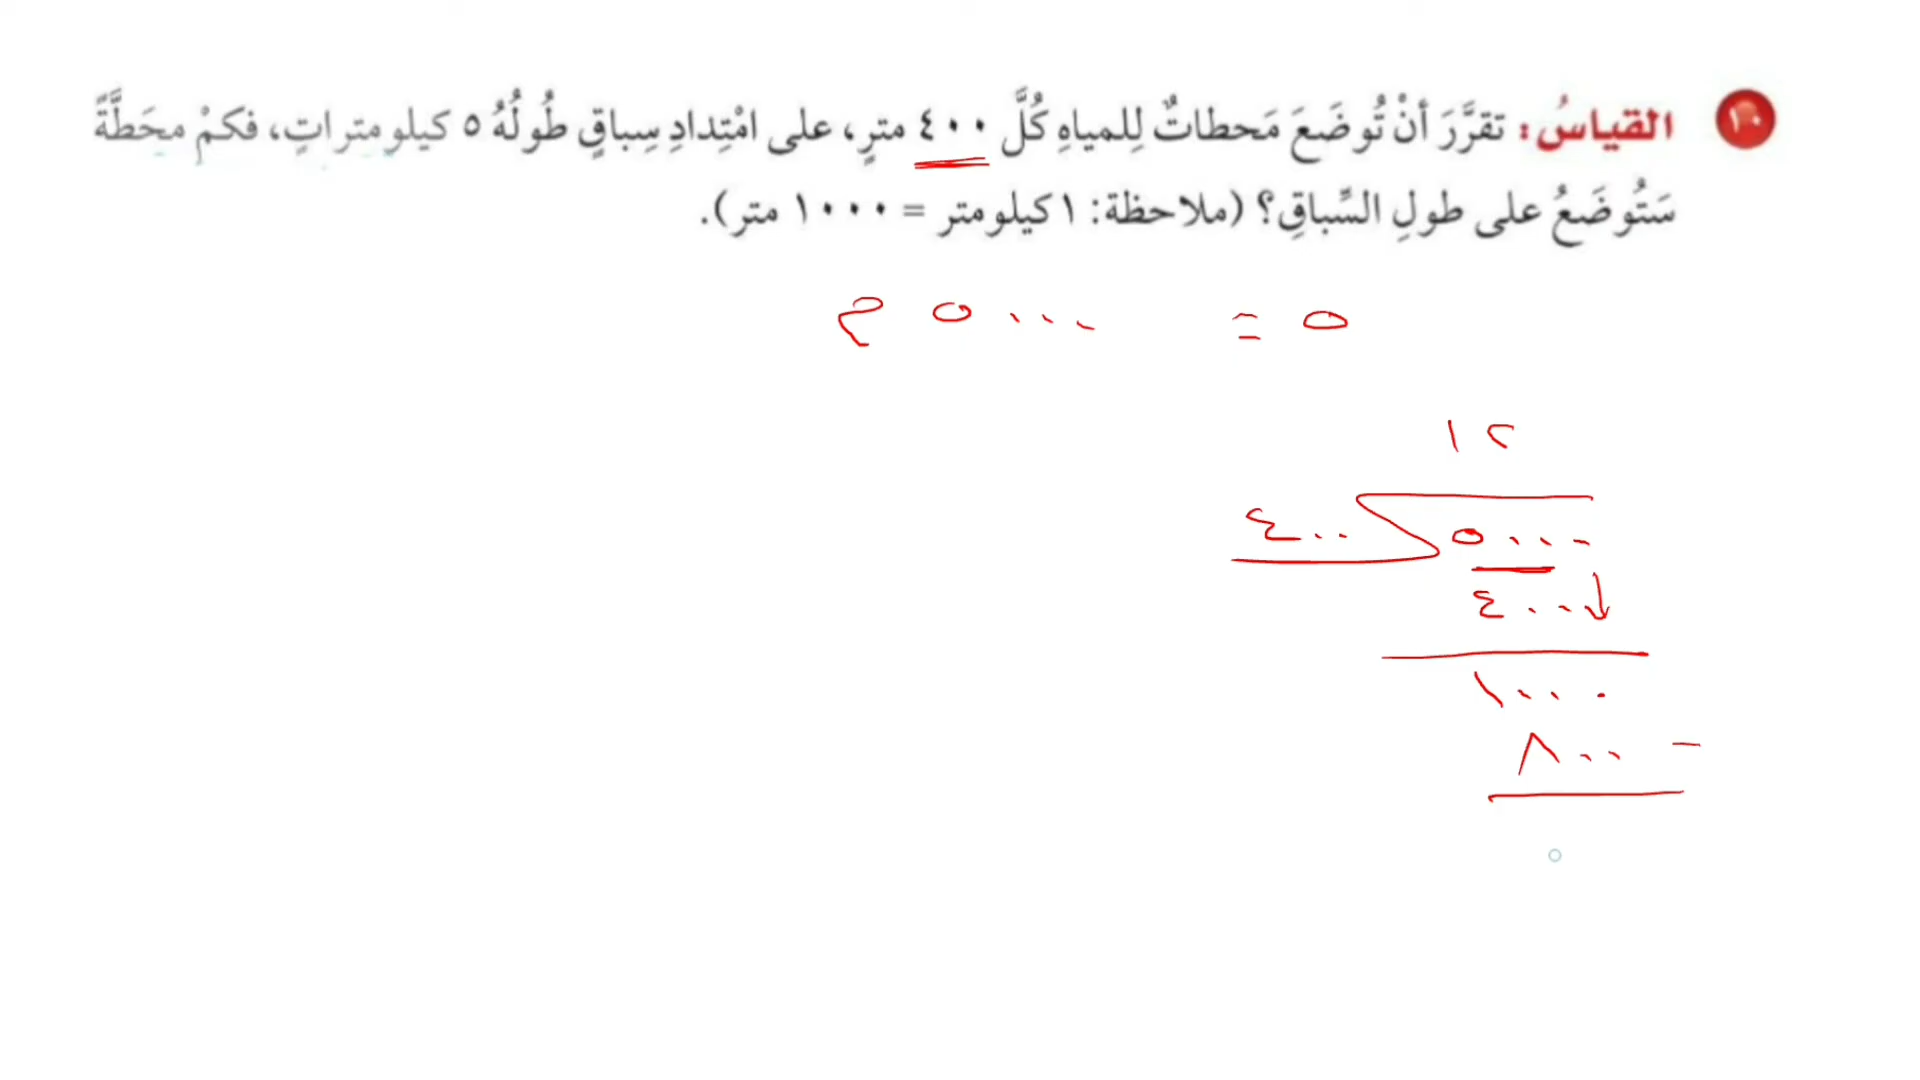 ١٠ القياسُ: تقرَّرَ أنْ تُوضَعَ مَحطاتٌ لِلمياهِ كُلَّ ٤٠٠ مترٍ، على امْتِدادِ سِباقٍ طُولُهُ ٥ كيلومتراتٍ، فكمْ محَطَّةً
سَتُوضَعُ على طولِ السِّباقِ؟ (ملاحظة: ١ كيلومتر = ١٠٠٠ متر).
٥ = ٥٠٠٠ م
١٢
٤٠٠ ٥٠٠٠
٤٠٠
١٠٠٠
٨٠٠ -